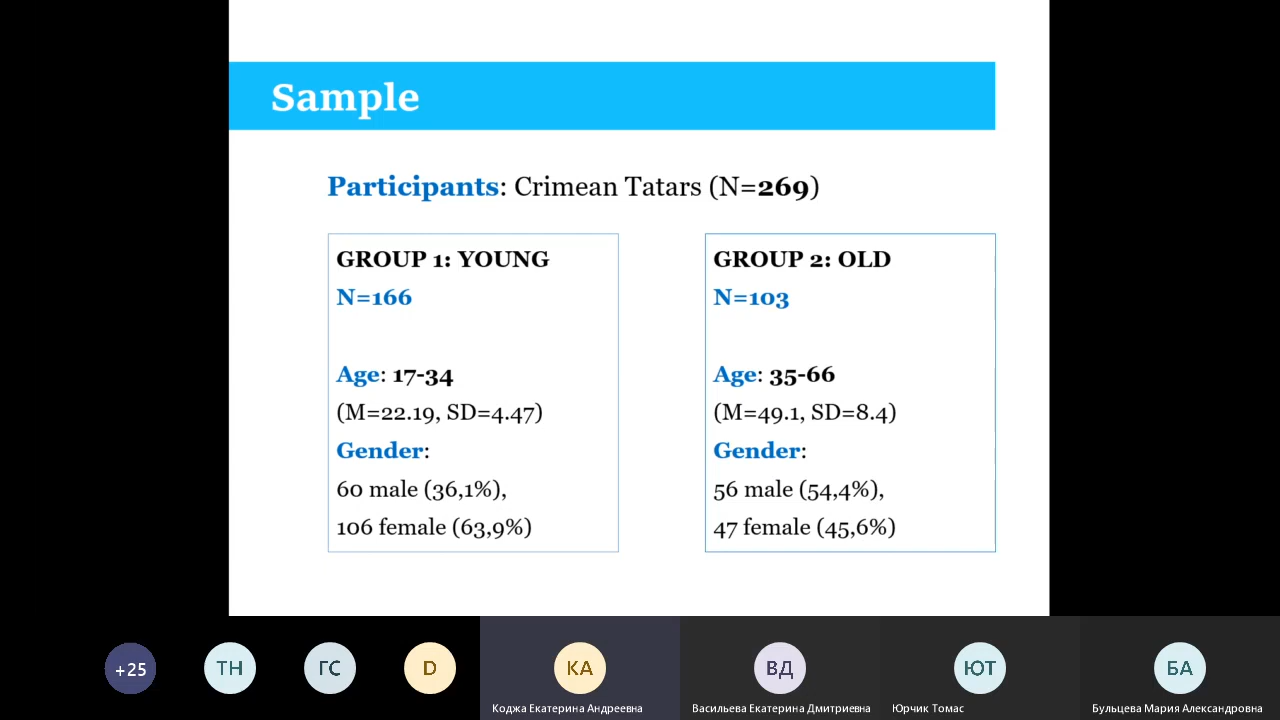 Sample
Participants: Crimean Tatars (N=269)
GROUP 1: YOUNG
N=166
Age: 17-34
(M=22.19, SD=4.47)
Gender:
60 male (36,1%),
106 female (63,9%)
GROUP 2: OLD
N=103
Age: 35-66
(M=49.1, SD=8.4)
Gender:
56 male (54,4%),
47 female (45,6%)
+25
ТН
ГС
D
КА
Коджа Екатерина Андреевна
ВД
Васильева Екатерина Дмитриевна
ЮТ
Юрчик Томас
БА
Бульцева Мария Александровна